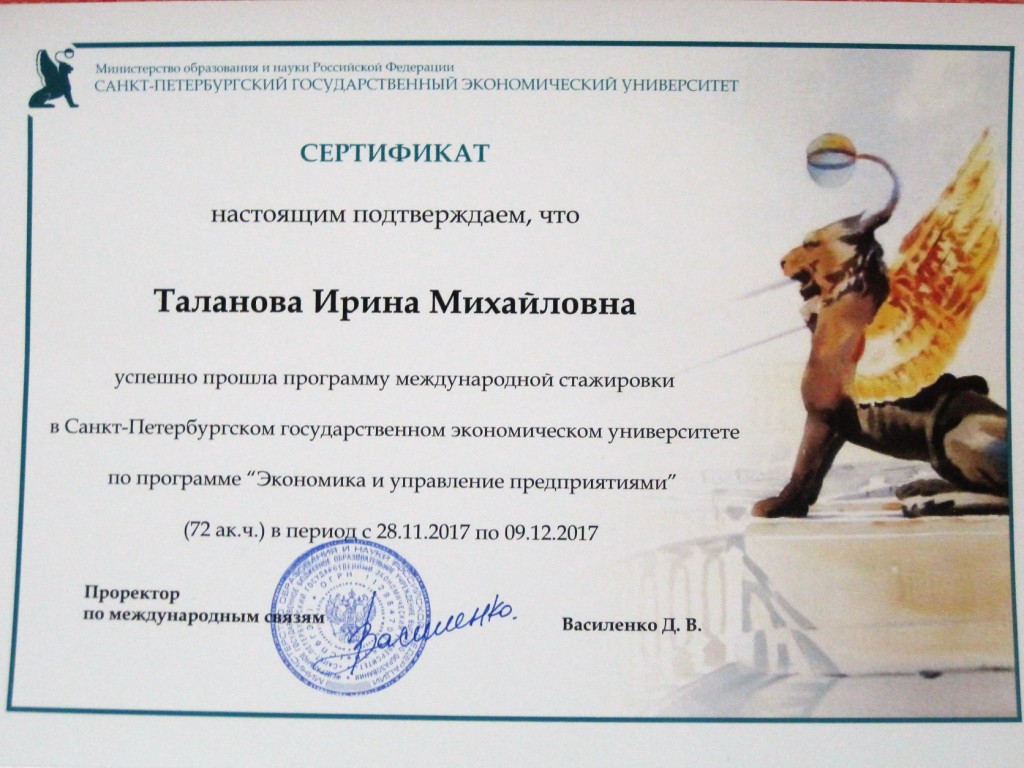 Министерство образования и науки Российской Федерации
САНКТ-ПЕТЕРБУРГСКИЙ ГОСУДАРСТВЕННЫЙ ЭКОНОМИЧЕСКИЙ УНИВЕРСИТЕТ
СЕРТИФИКАТ
настоящим подтверждаем, что
Таланова Ирина Михайловна
успешно прошла программу международной стажировки
в Санкт-Петербургском государственном экономическом университете
по программе “Экономика и управление предприятиями”
(72 ак.ч.) в период с 28.11.2017 по 09.12.2017
Проректор
по международным связям
Василенко.
Василенко Д. В.